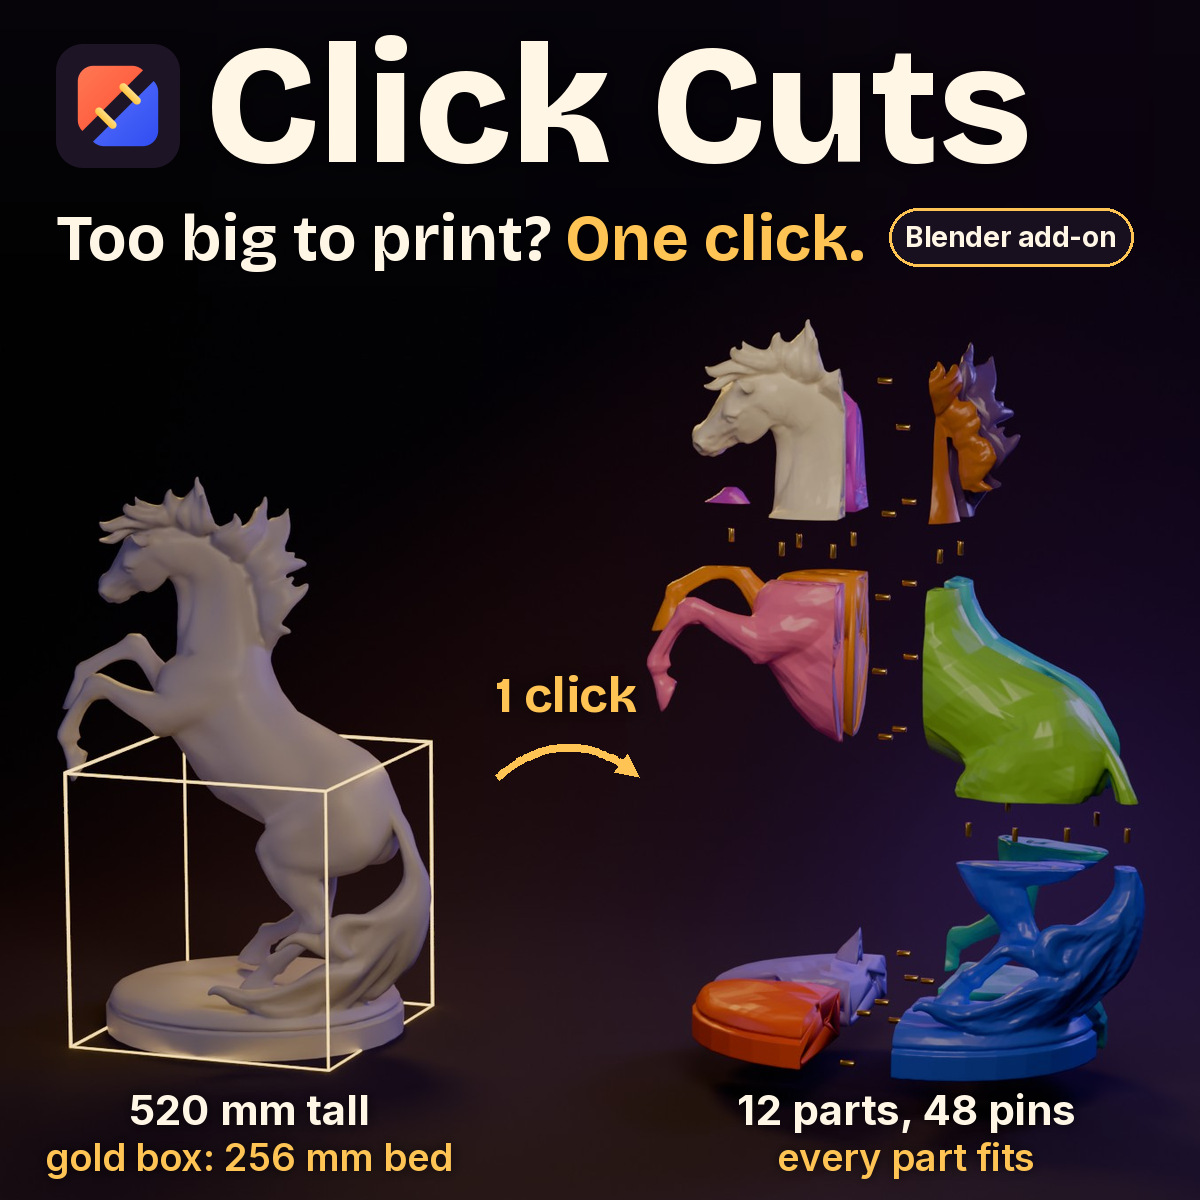 Click Cuts
Too big to print? One click.
Blender add-on
1 click
520 mm tall
gold box: 256 mm bed
12 parts, 48 pins
every part fits